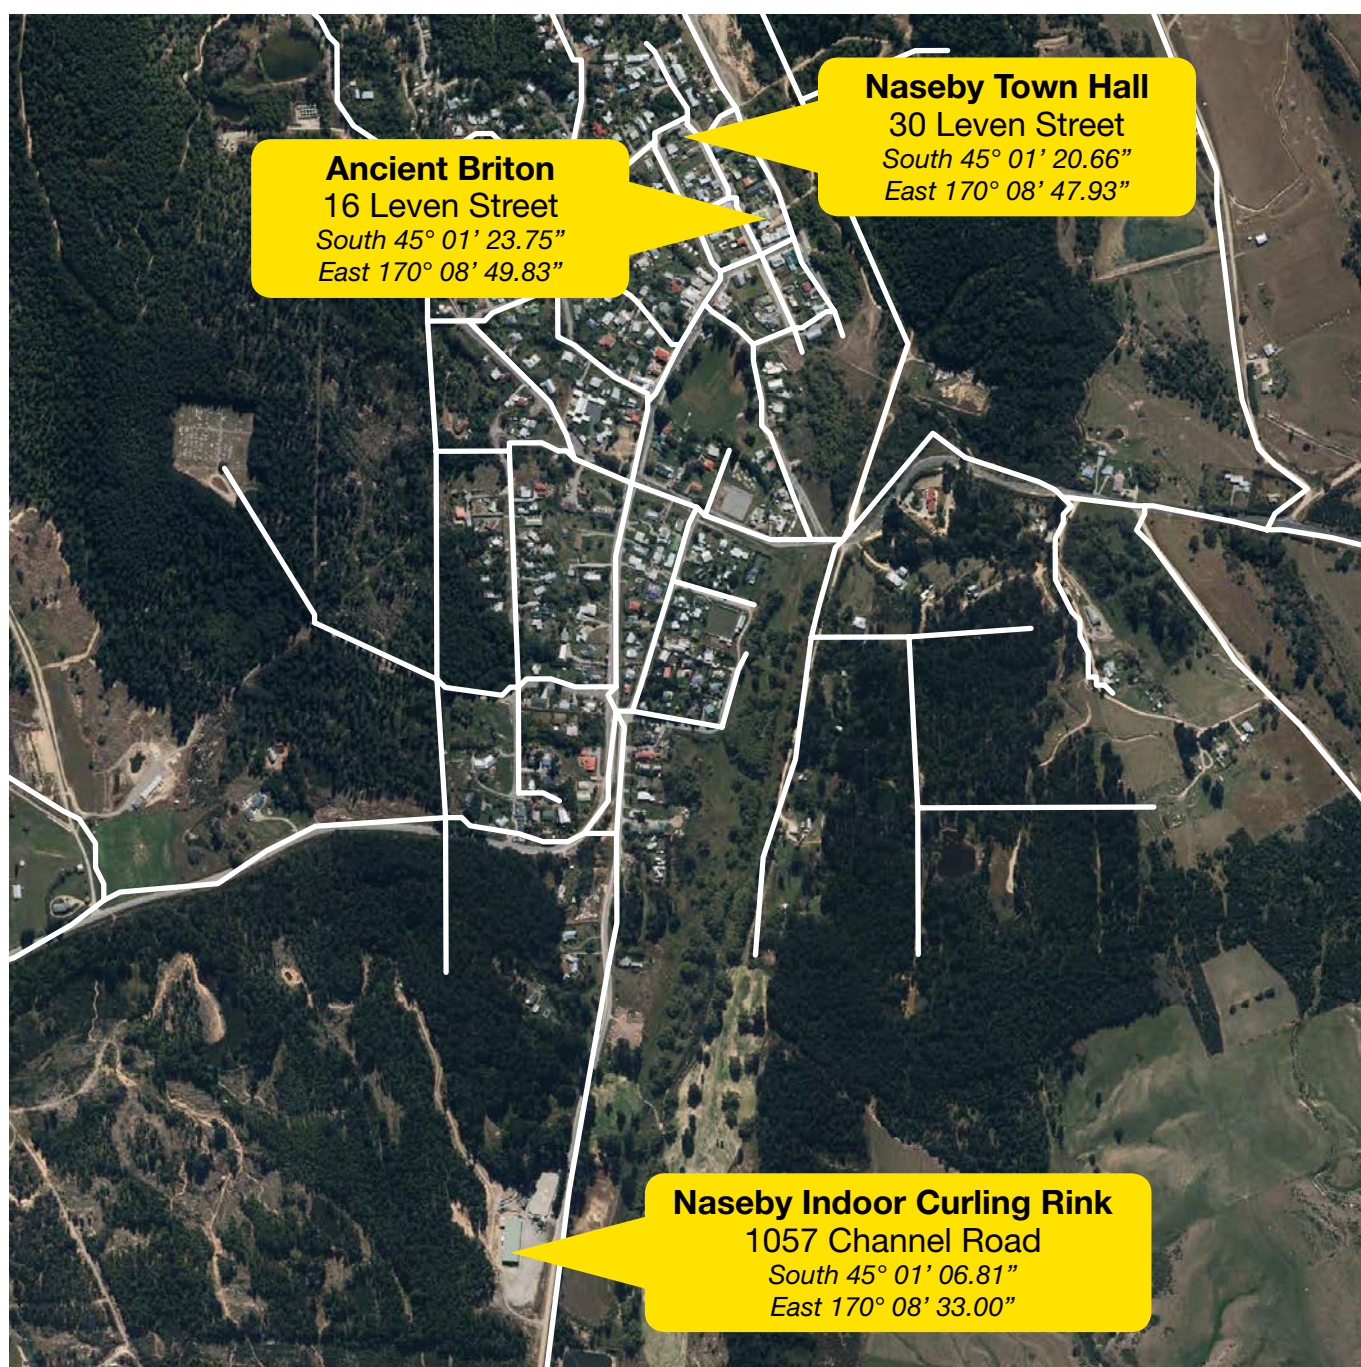 Naseby Town Hall
30 Leven Street
South 45° 01’ 20.66”
East 170° 08’ 47.93”
Ancient Briton
16 Leven Street
South 45° 01’ 23.75”
East 170° 08’ 49.83”
Naseby Indoor Curling Rink
1057 Channel Road
South 45° 01’ 06.81”
East 170° 08’ 33.00”